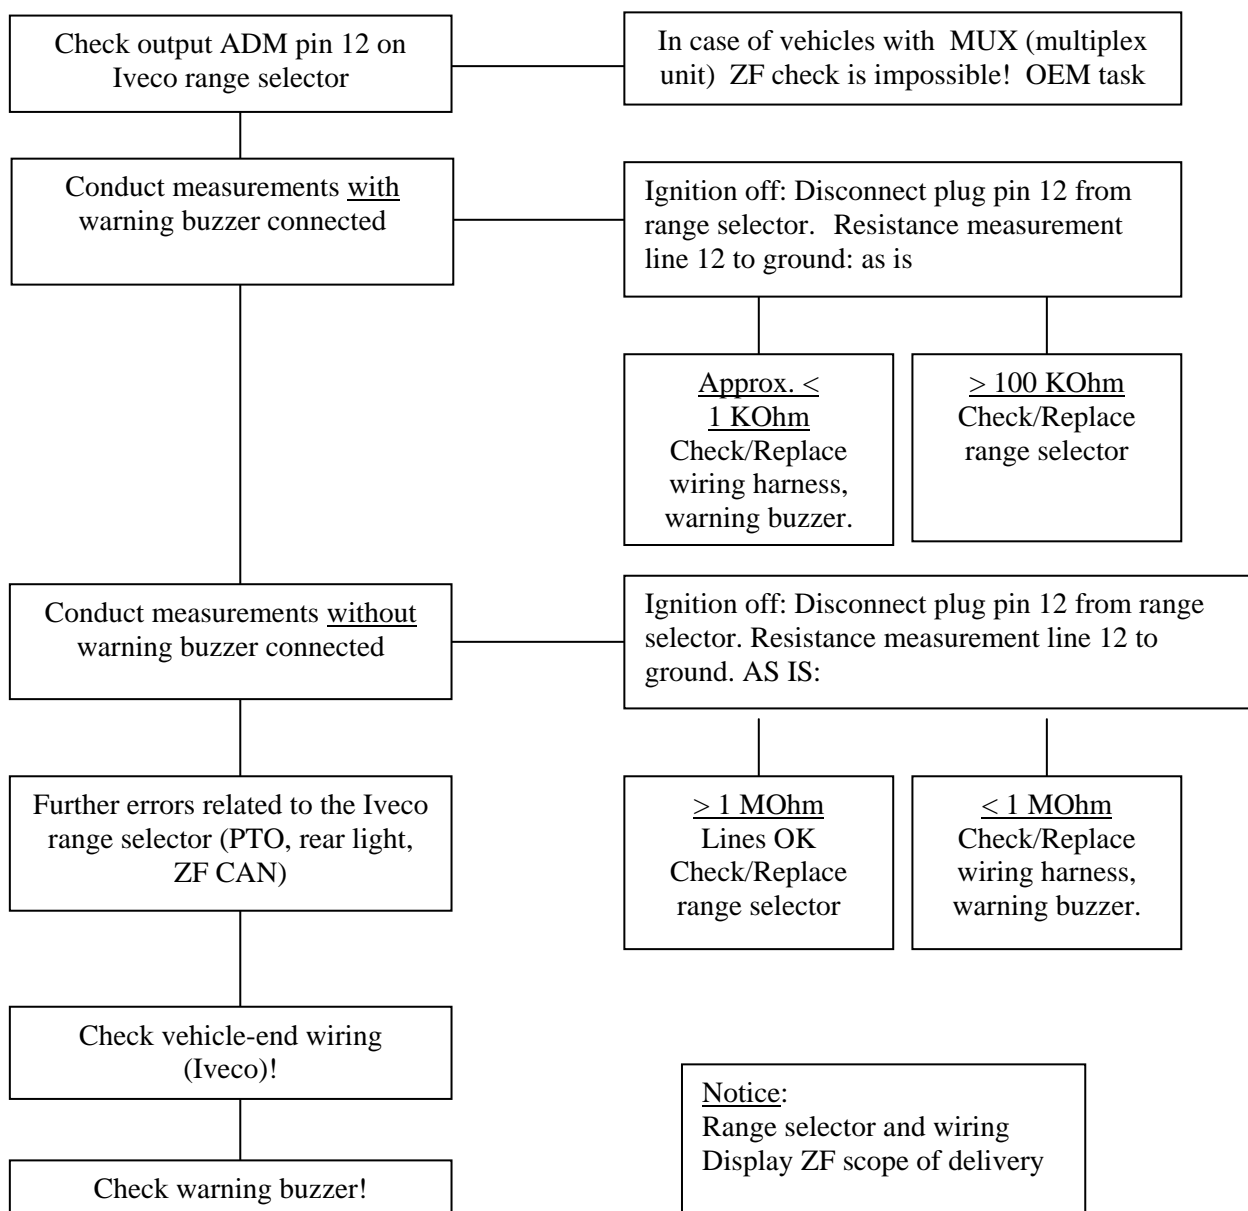 Check output ADM pin 12 on
Iveco range selector
In case of vehicles with MUX (multiplex
unit) ZF check is impossible! OEM task
Conduct measurements with
warning buzzer connected
Ignition off: Disconnect plug pin 12 from
range selector. Resistance measurement
line 12 to ground: as is
Approx. <
1 KOhm
Check/Replace
wiring harness,
warning buzzer.
> 100 KOhm
Check/Replace
range selector
Conduct measurements without
warning buzzer connected
Ignition off: Disconnect plug pin 12 from range
selector. Resistance measurement line 12 to
ground. AS IS:
> 1 MOhm
Lines OK
Check/Replace
range selector
< 1 MOhm
Check/Replace
wiring harness,
warning buzzer.
Further errors related to the Iveco
range selector (PTO, rear light,
ZF CAN)
Check vehicle-end wiring
(Iveco)!
Check warning buzzer!
Notice:
Range selector and wiring
Display ZF scope of delivery